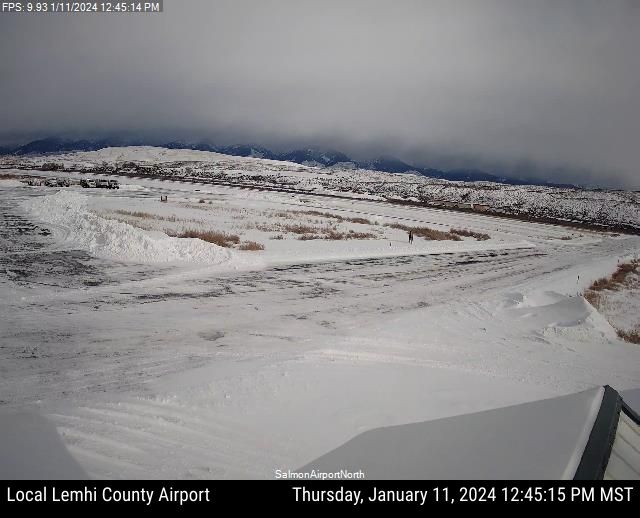 FPS: 9.93 1/11/2024 12:45:14 PM
SalmonAirportNorth
Local Lemhi County Airport Thursday, January 11, 2024 12:45:15 PM MST